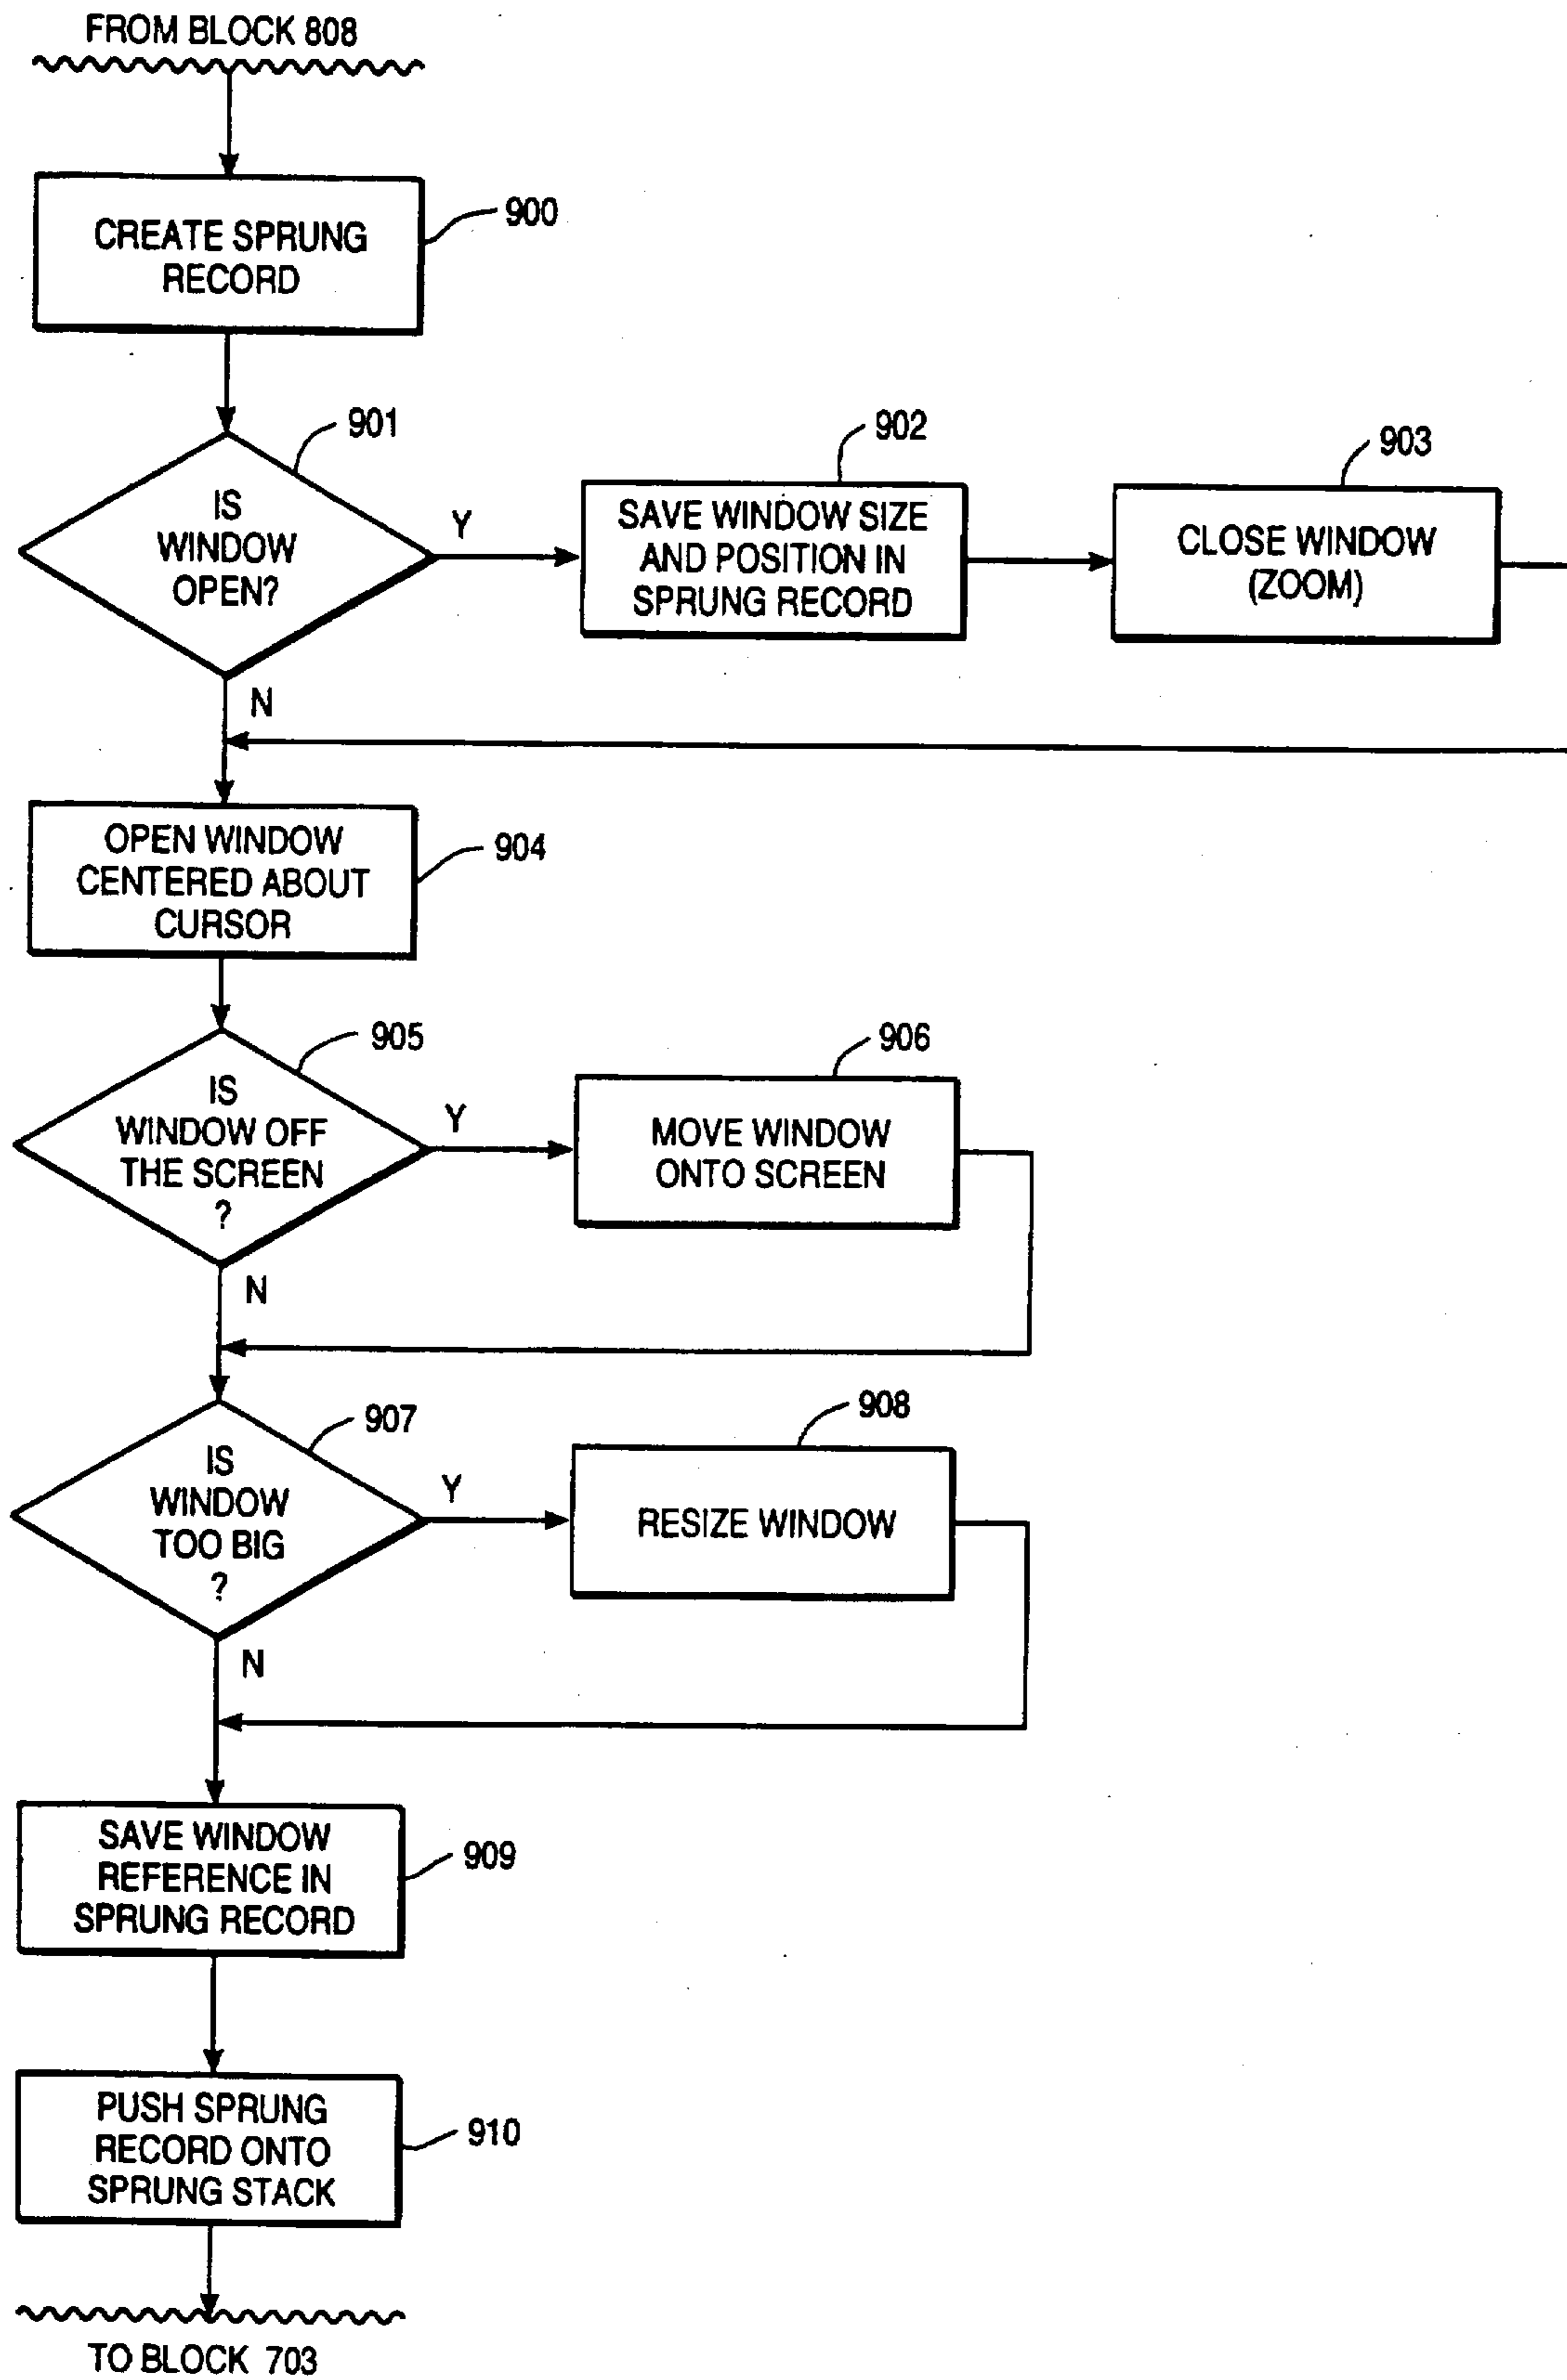 FROM BLOCK 808
CREATE SPRUNG
RECORD
900
901
IS
WINDOW
OPEN?
Y
N
902
SAVE WINDOW SIZE
AND POSITION IN
SPRUNG RECORD
903
CLOSE WINDOW
(ZOOM)
OPEN WINDOW
CENTERED ABOUT
CURSOR
904
905
IS
WINDOW OFF
THE SCREEN
?
Y
N
906
MOVE WINDOW
ONTO SCREEN
907
IS
WINDOW
TOO BIG
?
Y
N
908
RESIZE WINDOW
SAVE WINDOW
REFERENCE IN
SPRUNG RECORD
909
PUSH SPRUNG
RECORD ONTO
SPRUNG STACK
910
TO BLOCK 703